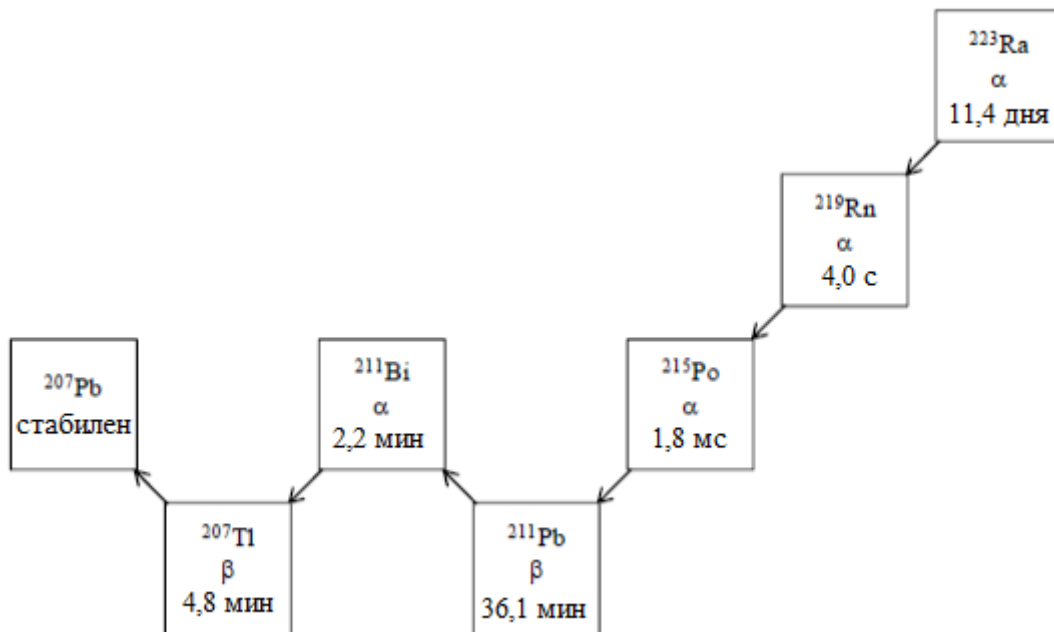 ²²³Ra
α
11,4 дня
²¹⁹Rn
α
4,0 с
²⁰⁷Pb
стабилен
²¹¹Bi
α
2,2 мин
²¹⁵Po
α
1,8 мс
²⁰⁷Tl
β
4,8 мин
²¹¹Pb
β
36,1 мин